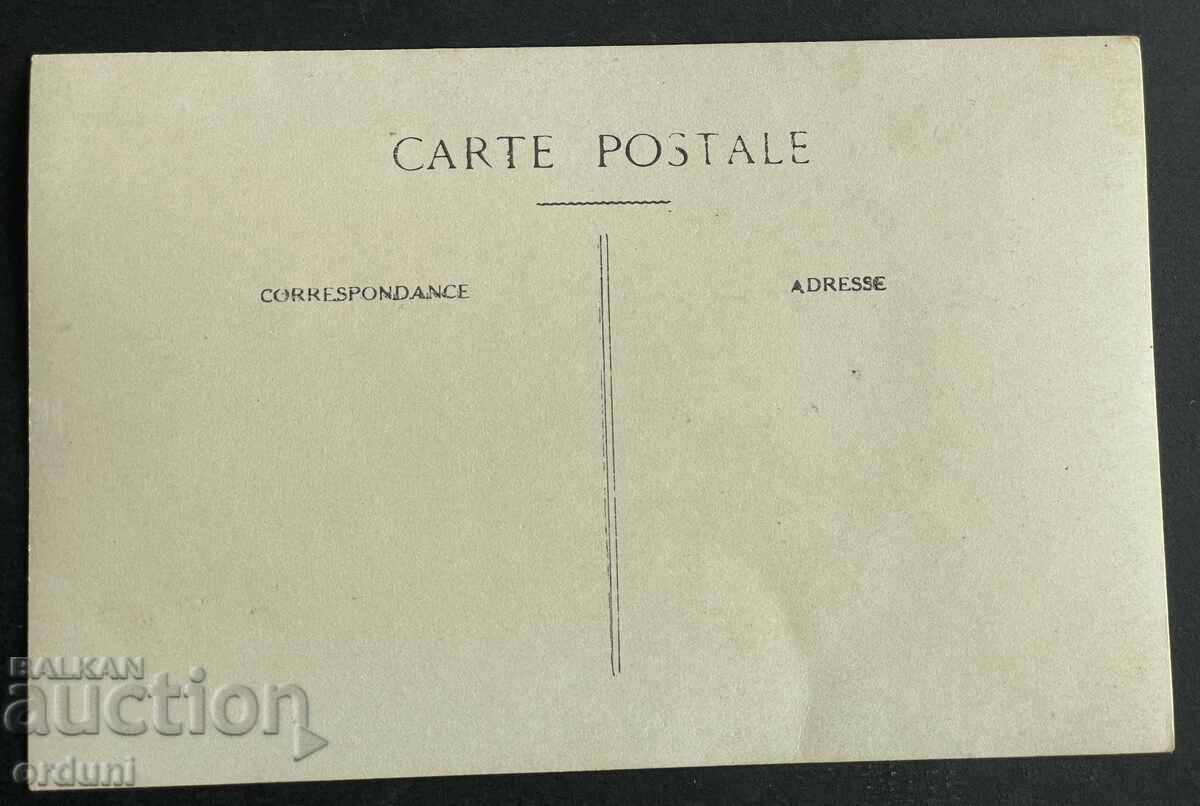 CARTE POSTALE
CORRESPONDANCE
ADRESSE
BALKAN
auction
orduni